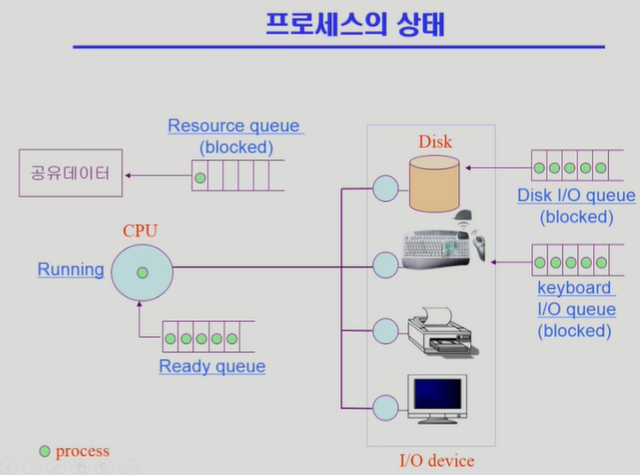 프로세스의 상태
Resource queue
(blocked)
공유데이터
CPU
Running
Ready queue
Disk
Disk I/O queue
(blocked)
keyboard
I/O queue
(blocked)
process
I/O device